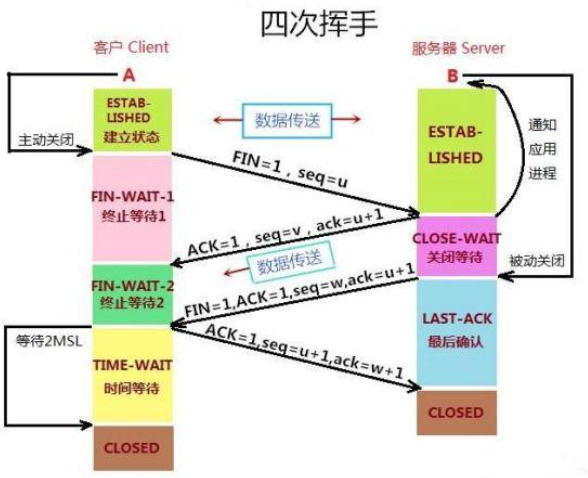 四次挥手
客户 Client
服务器 Server
A
B
ESTAB-
LISHED
建立状态
主动关闭
数据传送
ESTAB-
LISHED
通知
应用
进程
FIN=1，seq=u
FIN-WAIT-1
终止等待1
ACK=1，seq=v，ack=u+1
CLOSE-WAIT
关闭等待
数据传送
被动关闭
FIN-WAIT-2
终止等待2
FIN=1,ACK=1,seq=w,ack=u+1
等待2MSL
ACK=1,seq=u+1,ack=w+1
LAST-ACK
最后确认
TIME-WAIT
时间等待
CLOSED
CLOSED